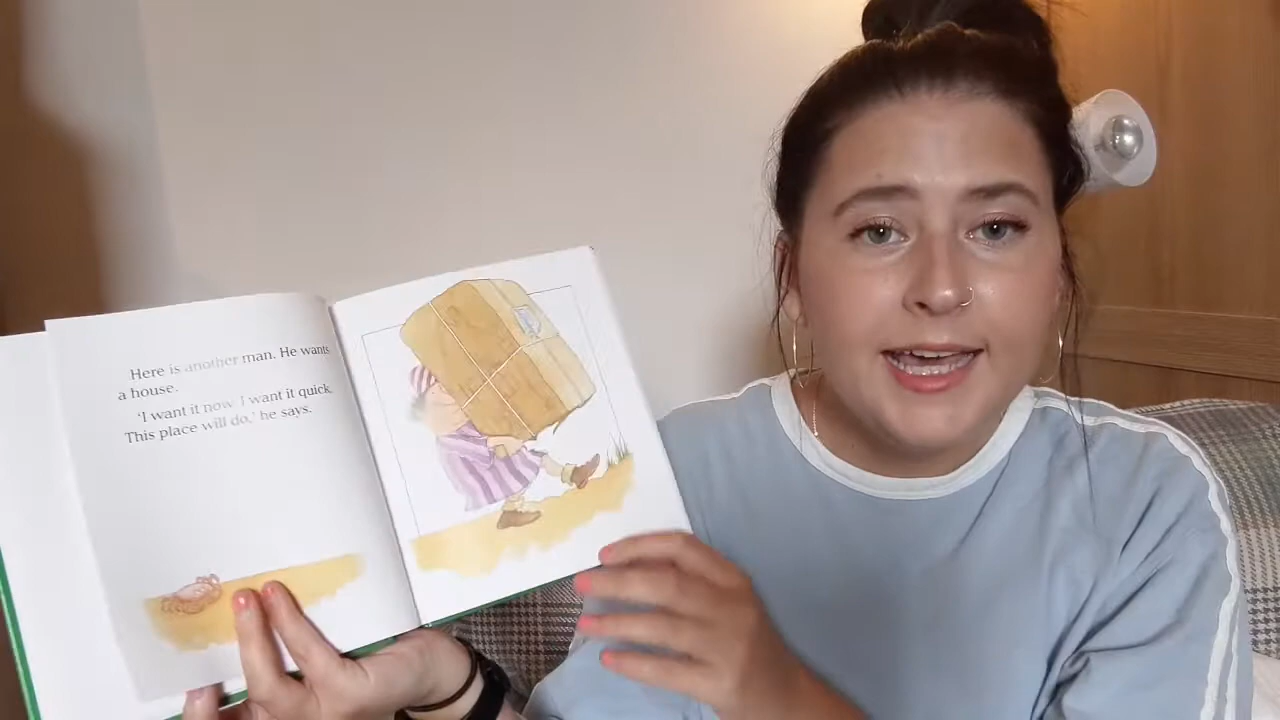 Here is another man. He wants
a house.
'I want it now. I want it quick.
This place will do,' he says.